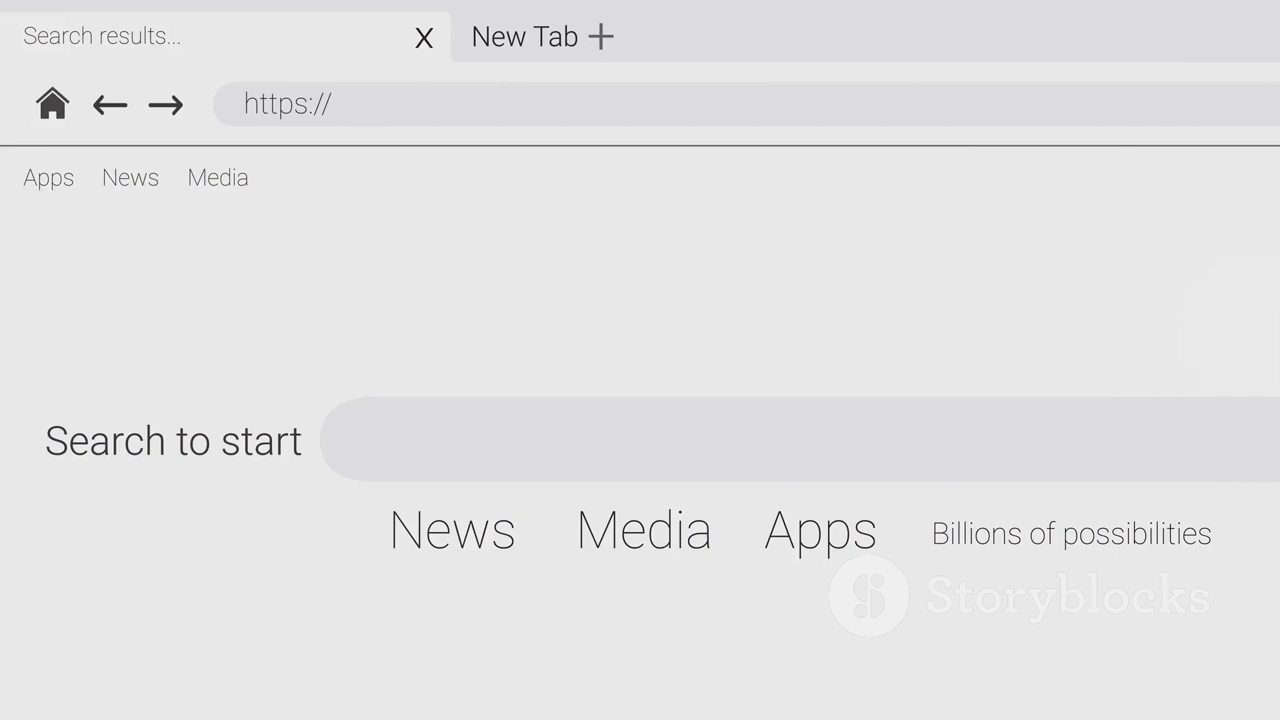 Search results... X New Tab +
https://
Apps News Media
Search to start
News Media Apps Billions of possibilities
Storyblocks